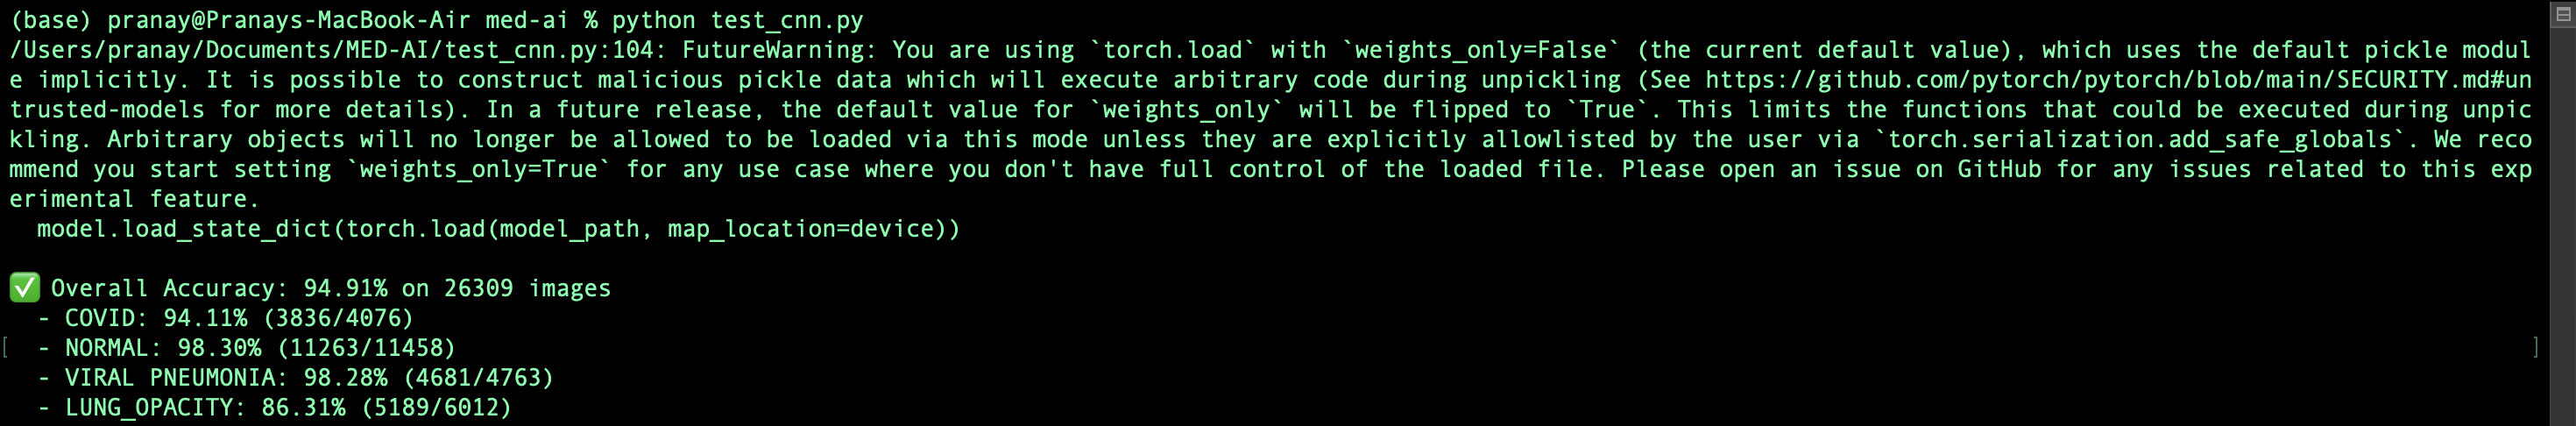 (base) pranay@Pranays-MacBook-Air med-ai % python test_cnn.py
/Users/pranay/Documents/MED-AI/test_cnn.py:104: FutureWarning: You are using `torch.load` with `weights_only=False` (the current default value), which uses the default pickle modul
e implicitly. It is possible to construct malicious pickle data which will execute arbitrary code during unpickling (See https://github.com/pytorch/pytorch/blob/main/SECURITY.md#un
trusted-models for more details). In a future release, the default value for `weights_only` will be flipped to `True`. This limits the functions that could be executed during unpic
kling. Arbitrary objects will no longer be allowed to be loaded via this mode unless they are explicitly allowlisted by the user via `torch.serialization.add_safe_globals`. We reco
mmend you start setting `weights_only=True` for any use case where you don't have full control of the loaded file. Please open an issue on GitHub for any issues related to this exp
erimental feature.
  model.load_state_dict(torch.load(model_path, map_location=device))
✅ Overall Accuracy: 94.91% on 26309 images
  - COVID: 94.11% (3836/4076)
[  - NORMAL: 98.30% (11263/11458) ]
  - VIRAL PNEUMONIA: 98.28% (4681/4763)
  - LUNG_OPACITY: 86.31% (5189/6012)